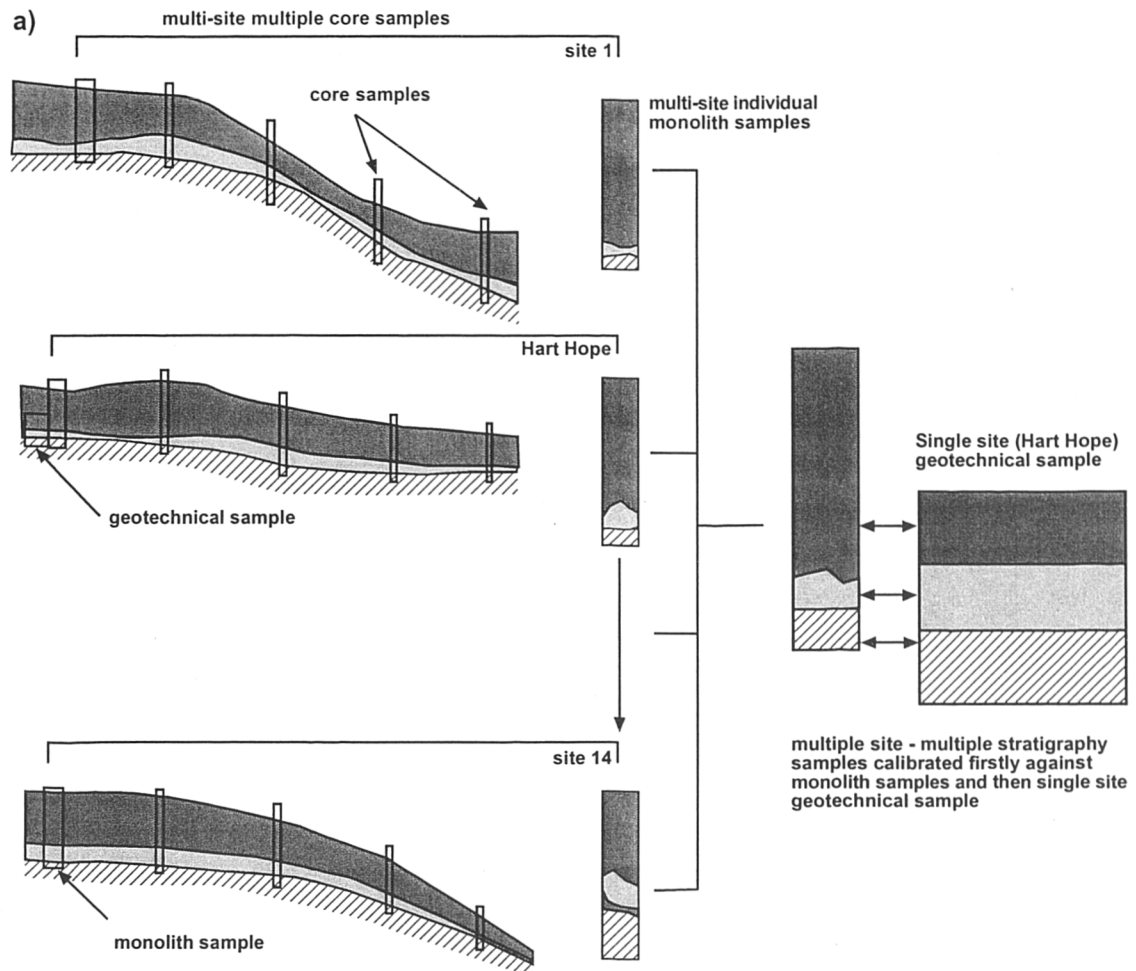 a)
multi-site multiple core samples
site 1
core samples
multi-site individual
monolith samples
Hart Hope
geotechnical sample
Single site (Hart Hope)
geotechnical sample
site 14
multiple site - multiple stratigraphy
samples calibrated firstly against
monolith samples and then single site
geotechnical sample
monolith sample